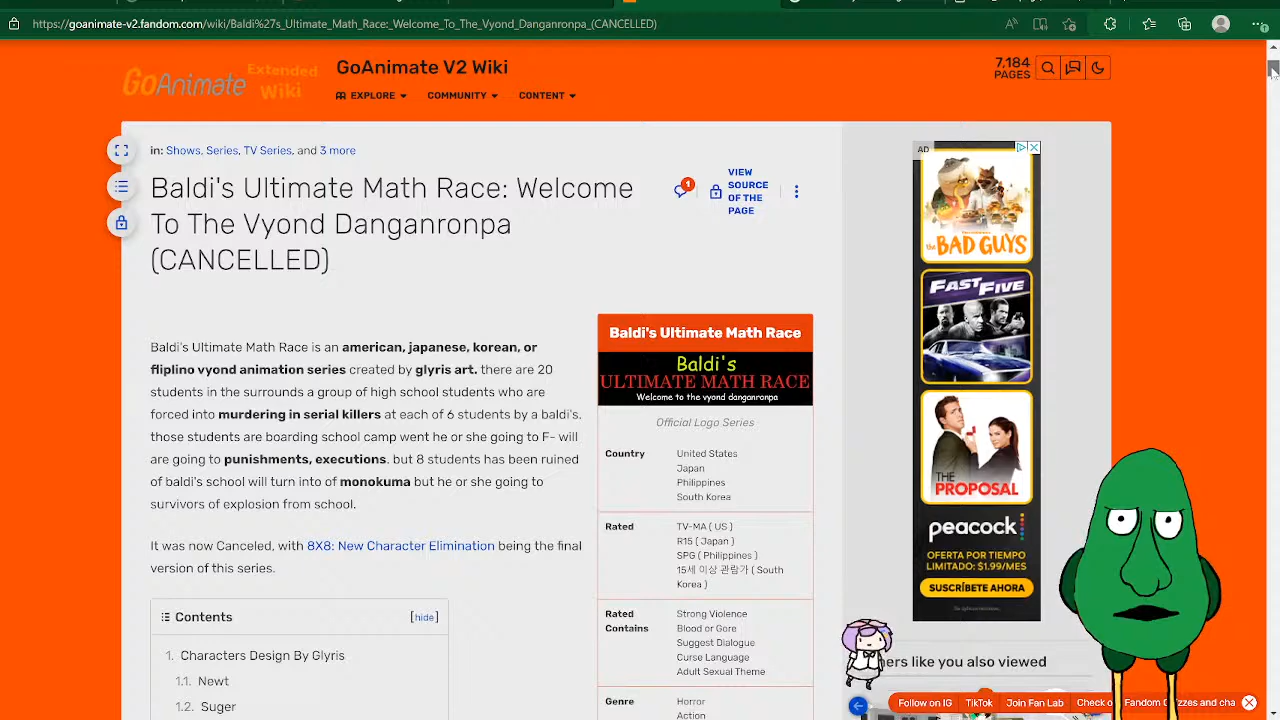 https://goanimate-v2.fandom.com/wiki/Baldi%27s_Ultimate_Math_Race:_Welcome_To_The_Vyond_Danganronpa_(CANCELLED)
GoAnimate Extended Wiki
GoAnimate V2 Wiki
7,184
PAGES
EXPLORE
COMMUNITY
CONTENT
in: Shows, Series, TV Series, and 3 more
Baldi's Ultimate Math Race: Welcome
To The Vyond Danganronpa
(CANCELLED)
1
VIEW
SOURCE
OF THE
PAGE
Baldi's Ultimate Math Race is an american, japanese, korean, or
fliplino vyond animation series created by glyris art. there are 20
students in the surrounds a group of high school students who are
forced into murdering in serial killers at each of 6 students by a baldi's.
those students are boarding school camp went he or she going to F- will
are going to punishments, executions. but 8 students has been ruined
of baldi's school will turn into of monokuma but he or she going to
survivors of explosion from school.
It was now Canceled, with 8X8: New Character Elimination being the final
version of this series.
Contents [hide]
1. Characters Design By Glyris
1.1. Newt
1.2. Suger
Baldi's Ultimate Math Race
Baldi's
ULTIMATE MATH RACE
Welcome to the vyond danganronpa
Official Logo Series
Country
United States
Japan
Philippines
South Korea
Rated
TV-MA ( US )
R15 ( Japan )
SPG ( Philippines )
15세 이상 관람가 ( South
Korea )
Rated
Contains
Strong Violence
Blood or Gore
Suggest Dialogue
Curse Language
Adult Sexual Theme
Genre
Horror
Action
AD
the BAD GUYS
FAST FIVE
THE PROPOSAL
peacock
OFERTA POR TIEMPO
LIMITADO: $1.99/MES
SUSCRÍBETE AHORA
hers like you also viewed
Follow on IG
TikTok
Join Fan Lab
Check o
Fandom
zzes and cha